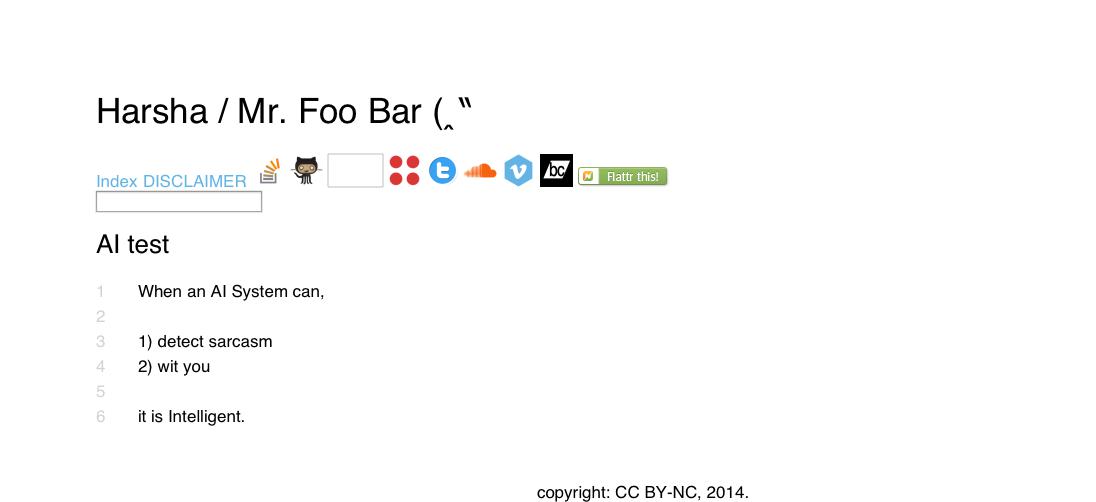 Harsha / Mr. Foo Bar (‸‶
Index DISCLAIMER
bc
Flattr this!
AI test
1 When an AI System can,
2
3 1) detect sarcasm
4 2) wit you
5
6 it is Intelligent.
copyright: CC BY-NC, 2014.